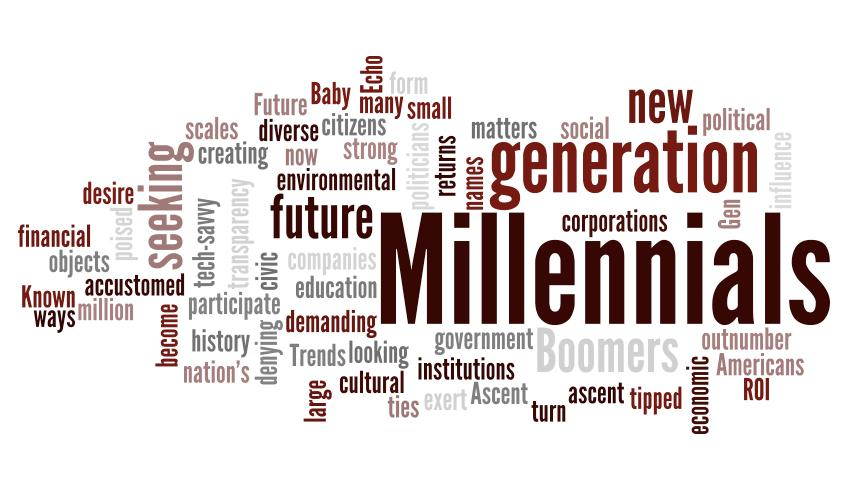 Echo
form
Future
Baby
many
small
new
scales
diverse
citizens
matters
social
political
creating
now
strong
politicians
returns
names
generation
influence
seeking
environmental
desire
poised
tech-savvy
transparency
future
Millennials
corporations
Gen
financial
objects
civic
companies
accustomed
education
Known
million
participate
ways
become
demanding
history
denying
Trends
looking
government
Boomers
outnumber
nation's
institutions
Americans
large
cultural
ties
exert
Ascent
turn
ascent
tipped
economic
ROI